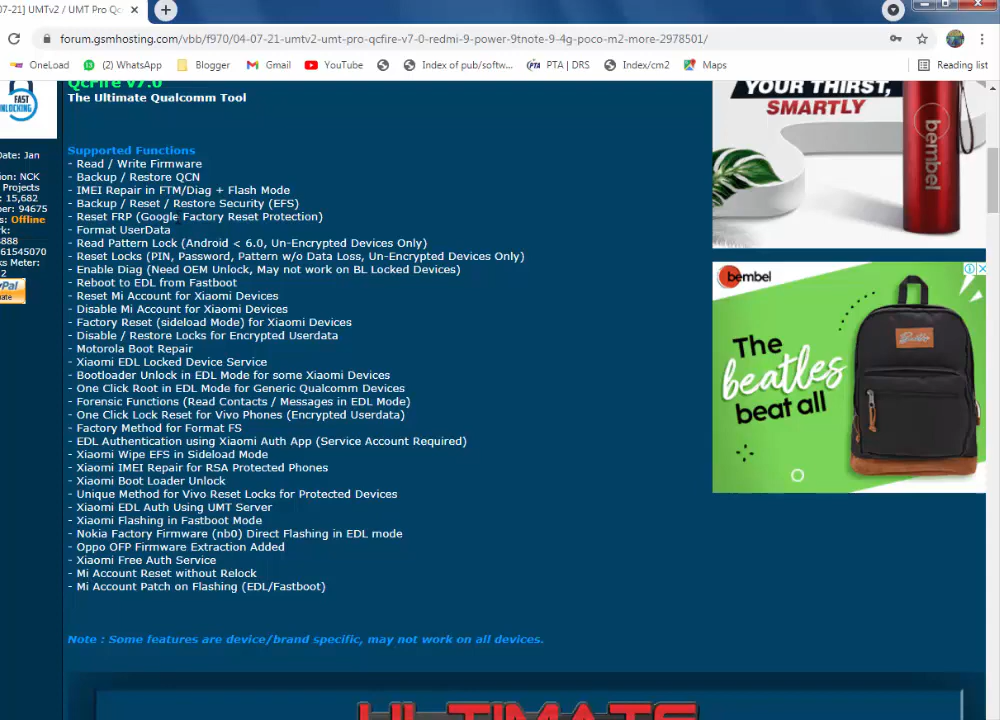 07-21] UMTv2 / UMT Pro Qc
forum.gsmhosting.com/vbb/f970/04-07-21-umtv2-umt-pro-qcfire-v7-0-redmi-9-power-9tnote-9-4g-poco-m2-more-2978501/
OneLoad
(2) WhatsApp
Blogger
Gmail
YouTube
Index of pub/softw...
PTA | DRS
Index/cm2
Maps
Reading list
QcFire v7.0
The Ultimate Qualcomm Tool
FAST
UNLOCKING
Date: Jan
ion: NCK
Projects
: 15,682
ber: 94675
s: Offline
8888
61545070
ks Meter:
2
Supported Functions
- Read / Write Firmware
- Backup / Restore QCN
- IMEI Repair in FTM/Diag + Flash Mode
- Backup / Reset / Restore Security (EFS)
- Reset FRP (Google Factory Reset Protection)
- Format UserData
- Read Pattern Lock (Android < 6.0, Un-Encrypted Devices Only)
- Reset Locks (PIN, Password, Pattern w/o Data Loss, Un-Encrypted Devices Only)
- Enable Diag (Need OEM Unlock, May not work on BL Locked Devices)
- Reboot to EDL from Fastboot
- Reset Mi Account for Xiaomi Devices
- Disable Mi Account for Xiaomi Devices
- Factory Reset (sideload Mode) for Xiaomi Devices
- Disable / Restore Locks for Encrypted Userdata
- Motorola Boot Repair
- Xiaomi EDL Locked Device Service
- Bootloader Unlock in EDL Mode for some Xiaomi Devices
- One Click Root in EDL Mode for Generic Qualcomm Devices
- Forensic Functions (Read Contacts / Messages in EDL Mode)
- One Click Lock Reset for Vivo Phones (Encrypted Userdata)
- Factory Method for Format FS
- EDL Authentication using Xiaomi Auth App (Service Account Required)
- Xiaomi Wipe EFS in Sideload Mode
- Xiaomi IMEI Repair for RSA Protected Phones
- Xiaomi Boot Loader Unlock
- Unique Method for Vivo Reset Locks for Protected Devices
- Xiaomi EDL Auth Using UMT Server
- Xiaomi Flashing in Fastboot Mode
- Nokia Factory Firmware (nb0) Direct Flashing in EDL mode
- Oppo OFP Firmware Extraction Added
- Xiaomi Free Auth Service
- Mi Account Reset without Relock
- Mi Account Patch on Flashing (EDL/Fastboot)
Note : Some features are device/brand specific, may not work on all devices.
ULTIMATE
YOUR THIRST,
SMARTLY
bembel
bembel
The
beatles
beat all